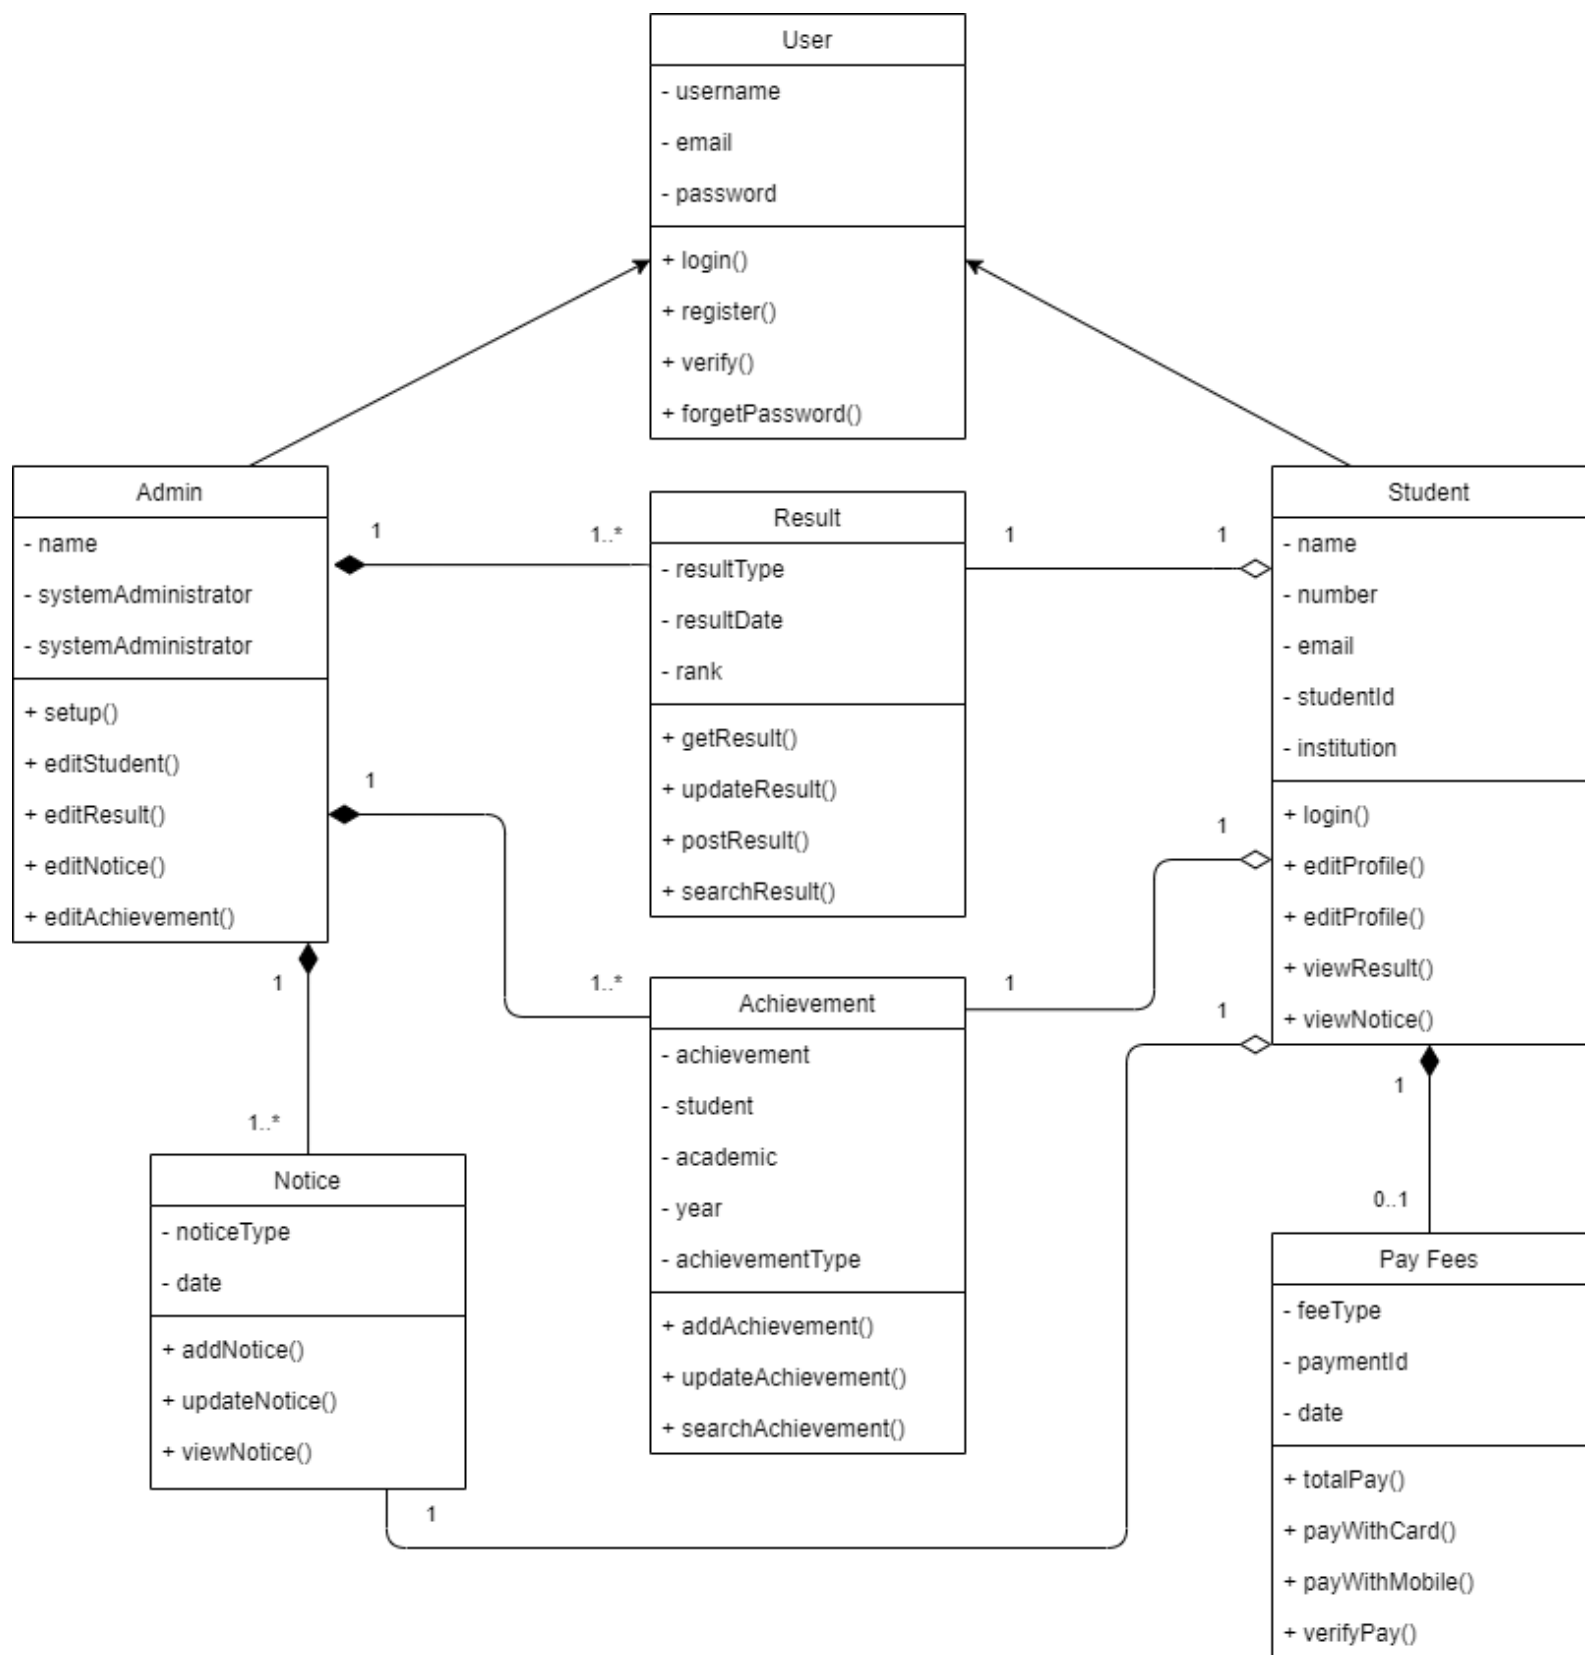 User
- username
- email
- password
+ login()
+ register()
+ verify()
+ forgetPassword()
Admin
- name
- systemAdministrator
- systemAdministrator
+ setup()
+ editStudent()
+ editResult()
+ editNotice()
+ editAchievement()
1
1..*
Result
- resultType
- resultDate
- rank
+ getResult()
+ updateResult()
+ postResult()
+ searchResult()
1
1
Student
- name
- number
- email
- studentId
- institution
+ login()
+ editProfile()
+ editProfile()
+ viewResult()
+ viewNotice()
1
1..*
1
1
1
1
1..*
Achievement
- achievement
- student
- academic
- year
- achievementType
+ addAchievement()
+ updateAchievement()
+ searchAchievement()
Notice
- noticeType
- date
+ addNotice()
+ updateNotice()
+ viewNotice()
1
1
0..1
Pay Fees
- feeType
- paymentId
- date
+ totalPay()
+ payWithCard()
+ payWithMobile()
+ verifyPay()